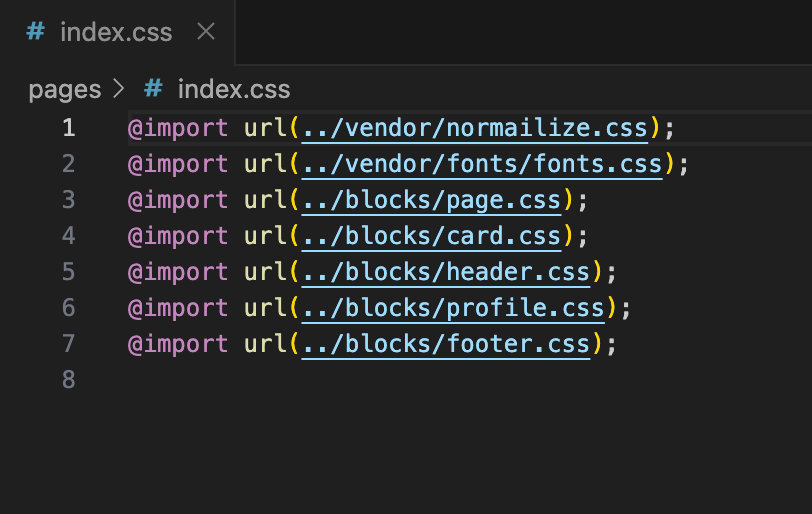 # index.css ×
pages > # index.css
1 @import url(../vendor/normailize.css);
2 @import url(../vendor/fonts/fonts.css);
3 @import url(../blocks/page.css);
4 @import url(../blocks/card.css);
5 @import url(../blocks/header.css);
6 @import url(../blocks/profile.css);
7 @import url(../blocks/footer.css);
8